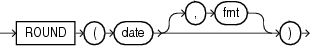 ROUND ( date , fmt )